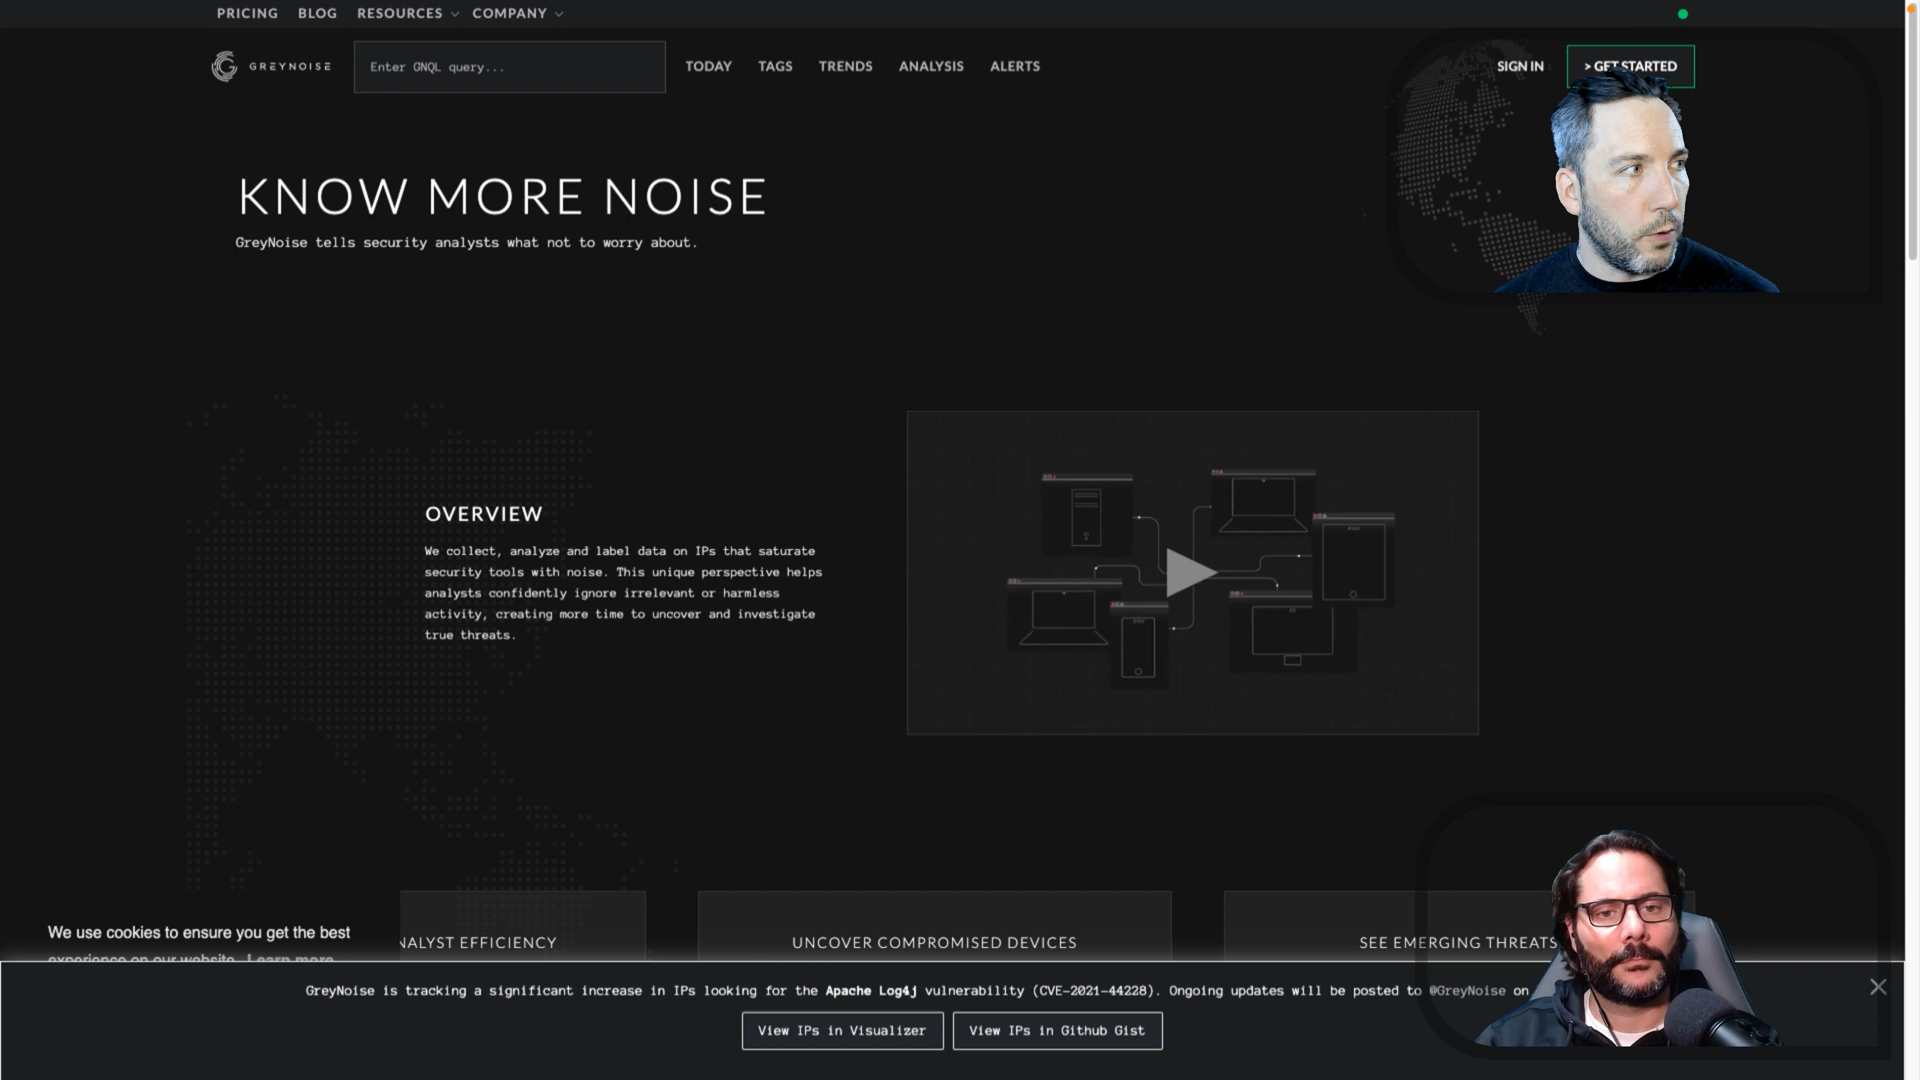 PRICING BLOG RESOURCES COMPANY
GREYNOISE Enter GNQL query... TODAY TAGS TRENDS ANALYSIS ALERTS SIGN IN > GET STARTED
KNOW MORE NOISE
GreyNoise tells security analysts what not to worry about.
OVERVIEW
We collect, analyze and label data on IPs that saturate
security tools with noise. This unique perspective helps
analysts confidently ignore irrelevant or harmless
activity, creating more time to uncover and investigate
true threats.
We use cookies to ensure you get the best
experience on our website. Learn more
NALYST EFFICIENCY UNCOVER COMPROMISED DEVICES SEE EMERGING THREATS
GreyNoise is tracking a significant increase in IPs looking for the Apache Log4j vulnerability (CVE-2021-44228). Ongoing updates will be posted to @GreyNoise on
View IPs in Visualizer View IPs in Github Gist